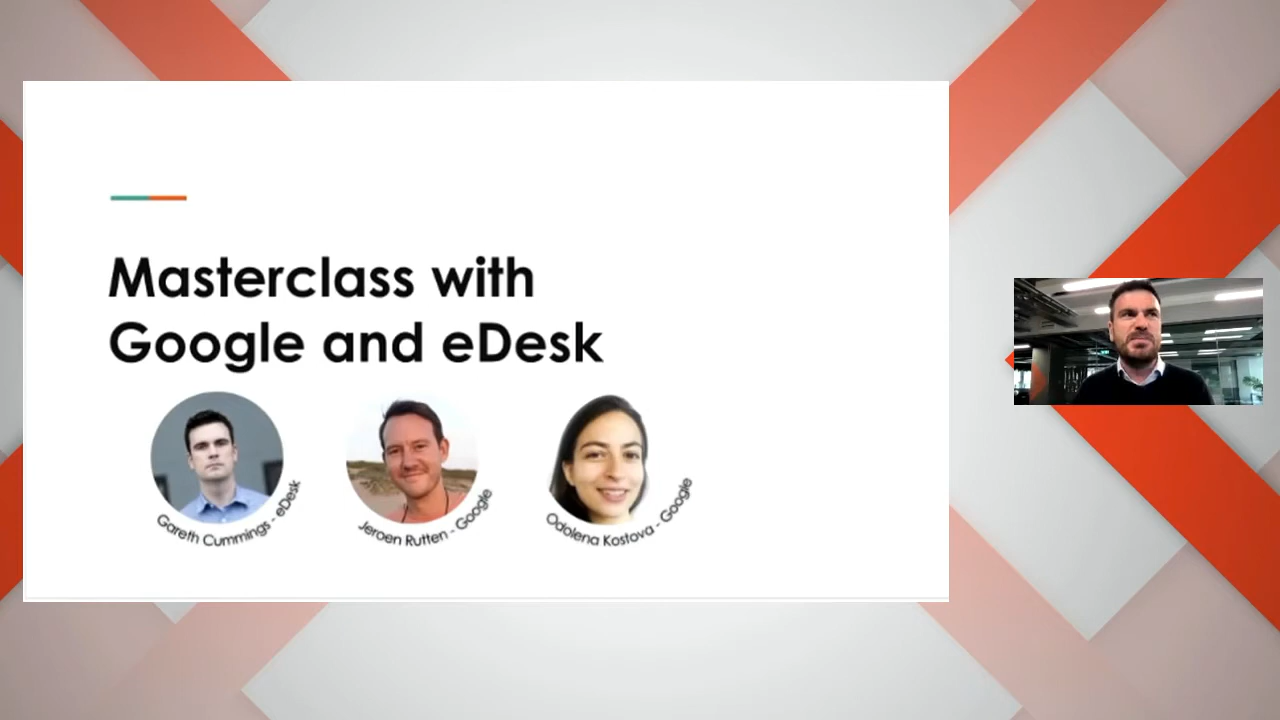 Masterclass with
Google and eDesk
Gareth Cummings - eDesk
Jeroen Rutten - Google
Odolena Kostova - Google